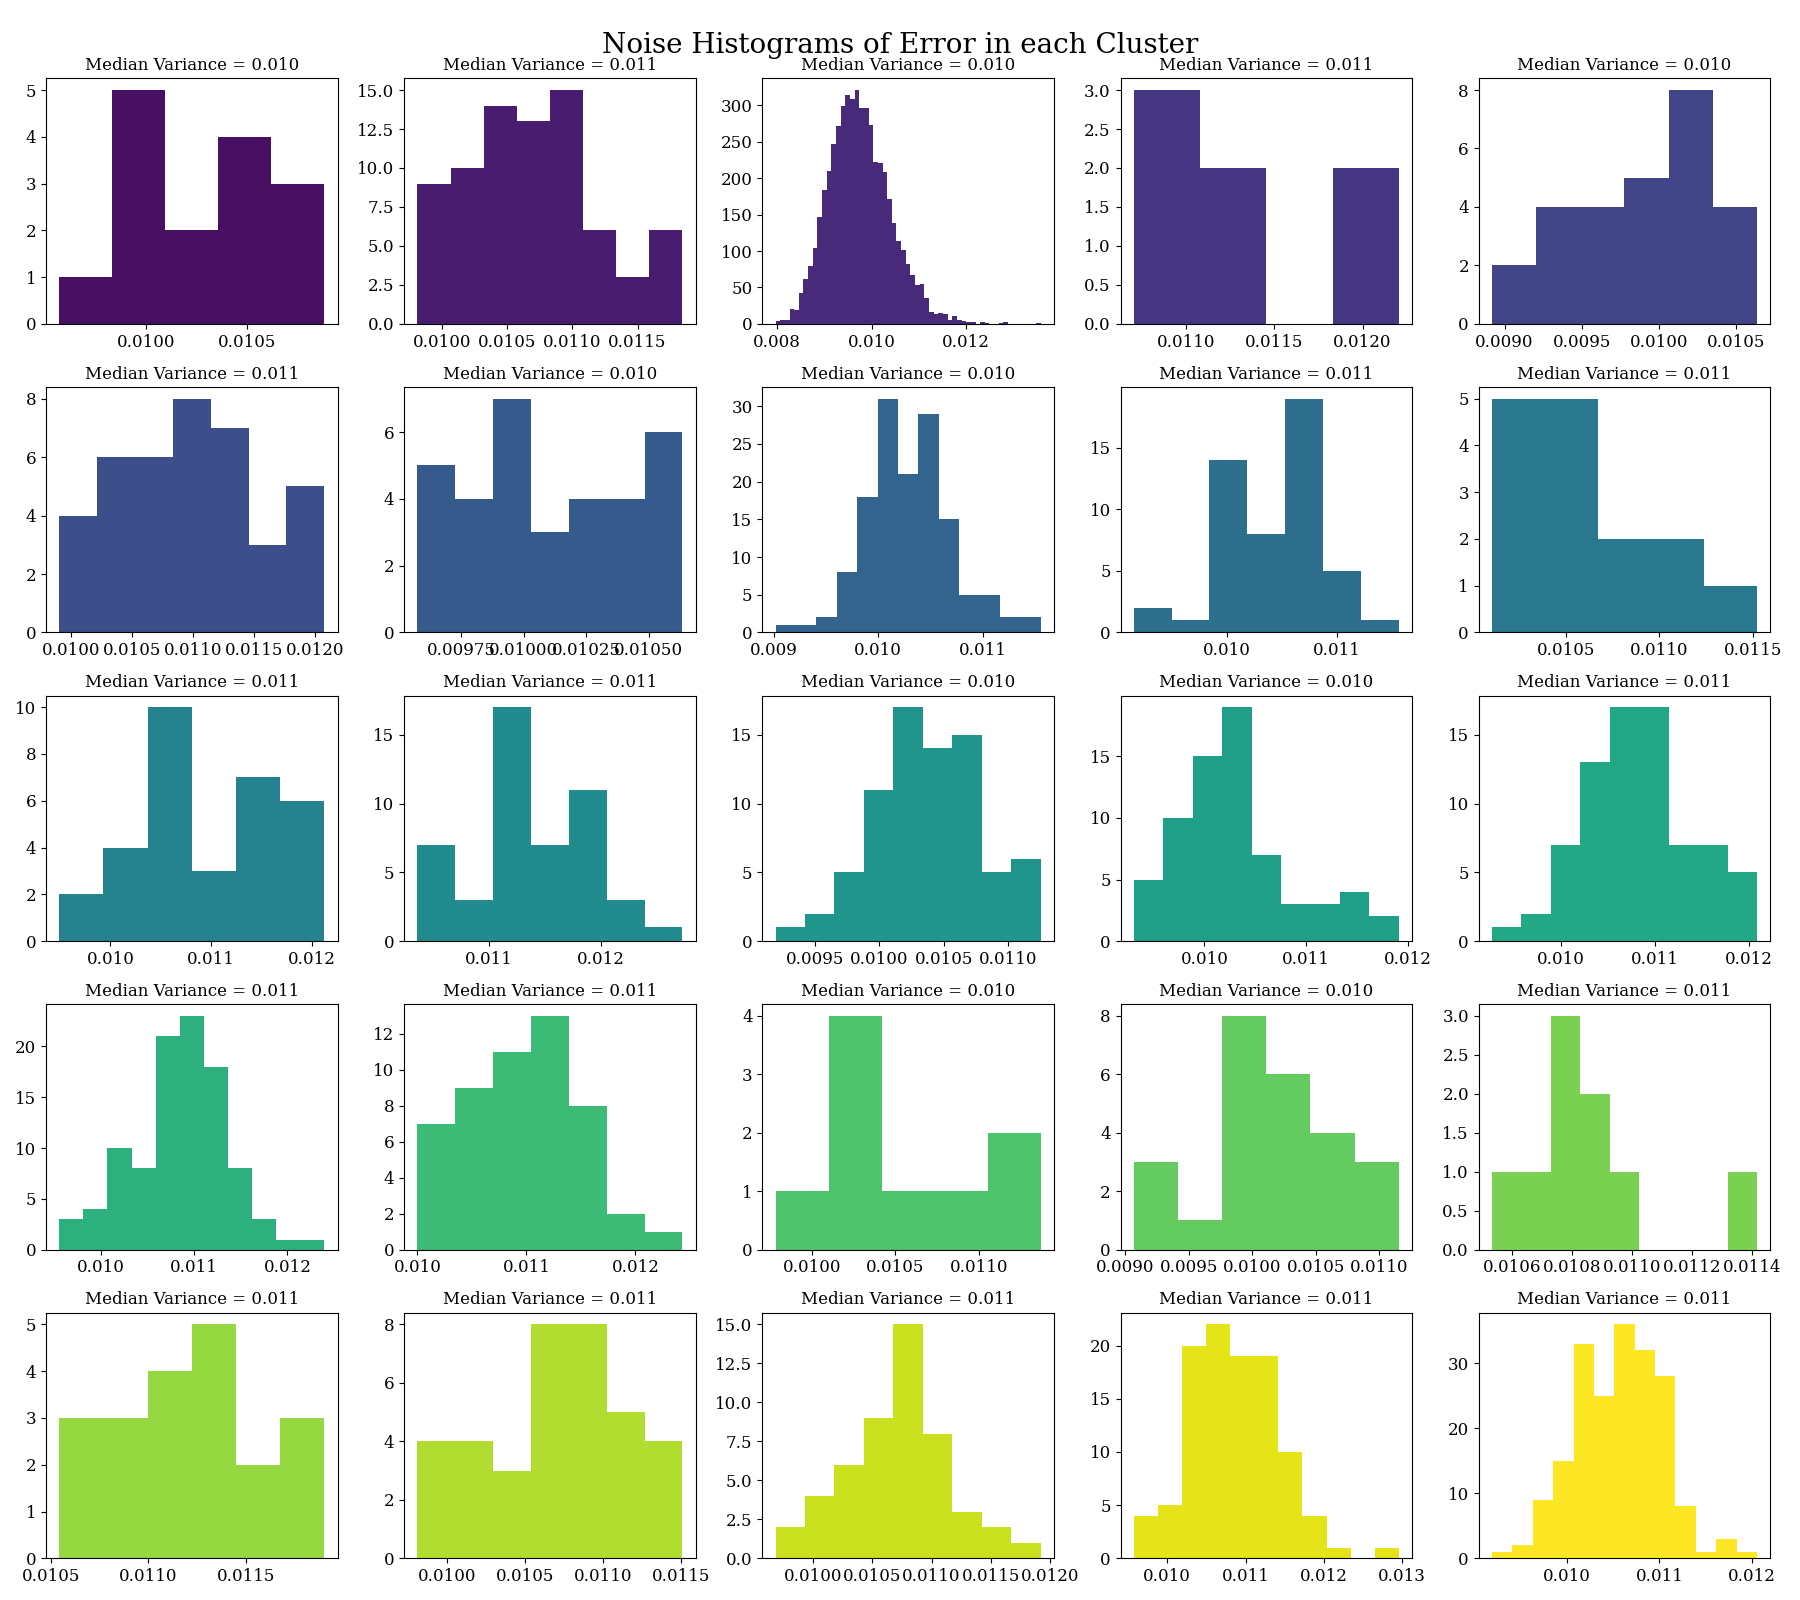 Noise Histograms of Error in each Cluster
Median Variance = 0.010 Median Variance = 0.011 Median Variance = 0.010 Median Variance = 0.011 Median Variance = 0.010
5 15.0 3.0 8
4 12.5 300 2.5
3 10.0 250 2.0 6
2 7.5 200 1.5 4
1 5.0 150 1.0 2
0 2.5 100 0.5 0
0.0 50 0.0
0
0.0100 0.0105 0.0100 0.0105 0.0110 0.0115 0.008 0.010 0.012 0.0110 0.0115 0.0120 0.0090 0.0095 0.0100 0.0105
Median Variance = 0.011 Median Variance = 0.010 Median Variance = 0.010 Median Variance = 0.011 Median Variance = 0.011
8 6 30 15 5
6 4 25 10 4
4 2 20 5 3
2 0 15 0 2
0 10 1
5 0
0
0.0100 0.0105 0.0110 0.0115 0.0120 0.00975 0.01000 0.01025 0.01050 0.009 0.010 0.011 0.010 0.011 0.0105 0.0110 0.0115
Median Variance = 0.011 Median Variance = 0.011 Median Variance = 0.010 Median Variance = 0.010 Median Variance = 0.011
10 15 15 15 15
8 10 10 10 10
6 5 5 5 5
4 0 0 0 0
2
0
0.010 0.011 0.012 0.011 0.012 0.0095 0.0100 0.0105 0.0110 0.010 0.011 0.012 0.010 0.011 0.012
Median Variance = 0.011 Median Variance = 0.011 Median Variance = 0.010 Median Variance = 0.010 Median Variance = 0.011
20 12 4 8 3.0
15 10 3 6 2.5
10 8 2 4 2.0
5 6 1 2 1.5
0 4 0 0 1.0
2 0.5
0 0.0
0.010 0.011 0.012 0.010 0.011 0.012 0.0100 0.0105 0.0110 0.0090 0.0095 0.0100 0.0105 0.0110 0.0106 0.0108 0.0110 0.0112 0.0114
Median Variance = 0.011 Median Variance = 0.011 Median Variance = 0.011 Median Variance = 0.011 Median Variance = 0.011
5 8 15.0 20 30
4 6 12.5 15 20
3 4 10.0 10 10
2 2 7.5 5 0
1 0 5.0 0
0 2.5
0.0
0.0105 0.0110 0.0115 0.0100 0.0105 0.0110 0.0115 0.0100 0.0105 0.0110 0.0115 0.0120 0.010 0.011 0.012 0.013 0.010 0.011 0.012